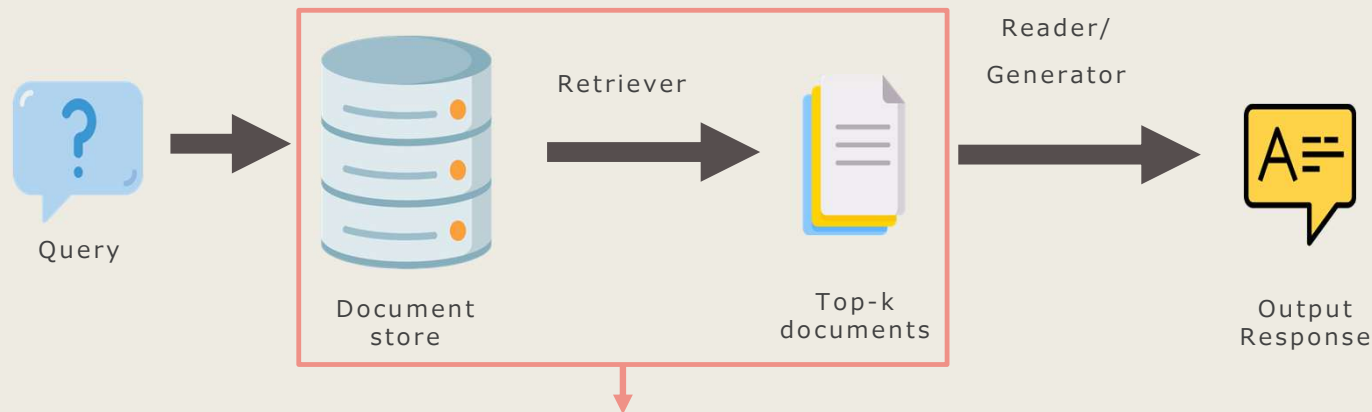 Query
Document
store
Retriever
Top-k
documents
Reader/
Generator
A
Output
Response